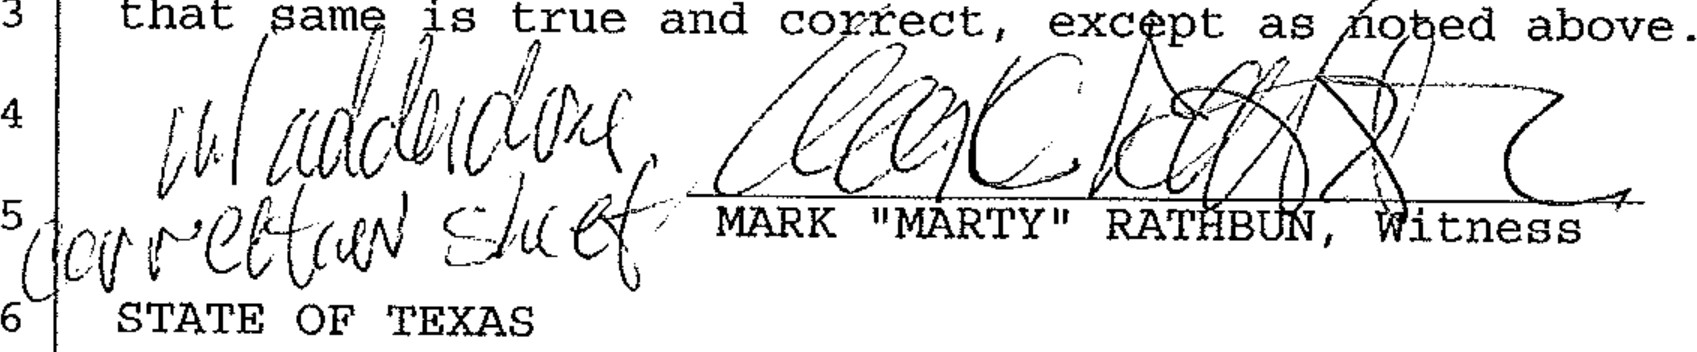 3 that same is true and correct, except as noted above.
4
5 correction sheet MARK "MARTY" RATHBUN, Witness
6 STATE OF TEXAS